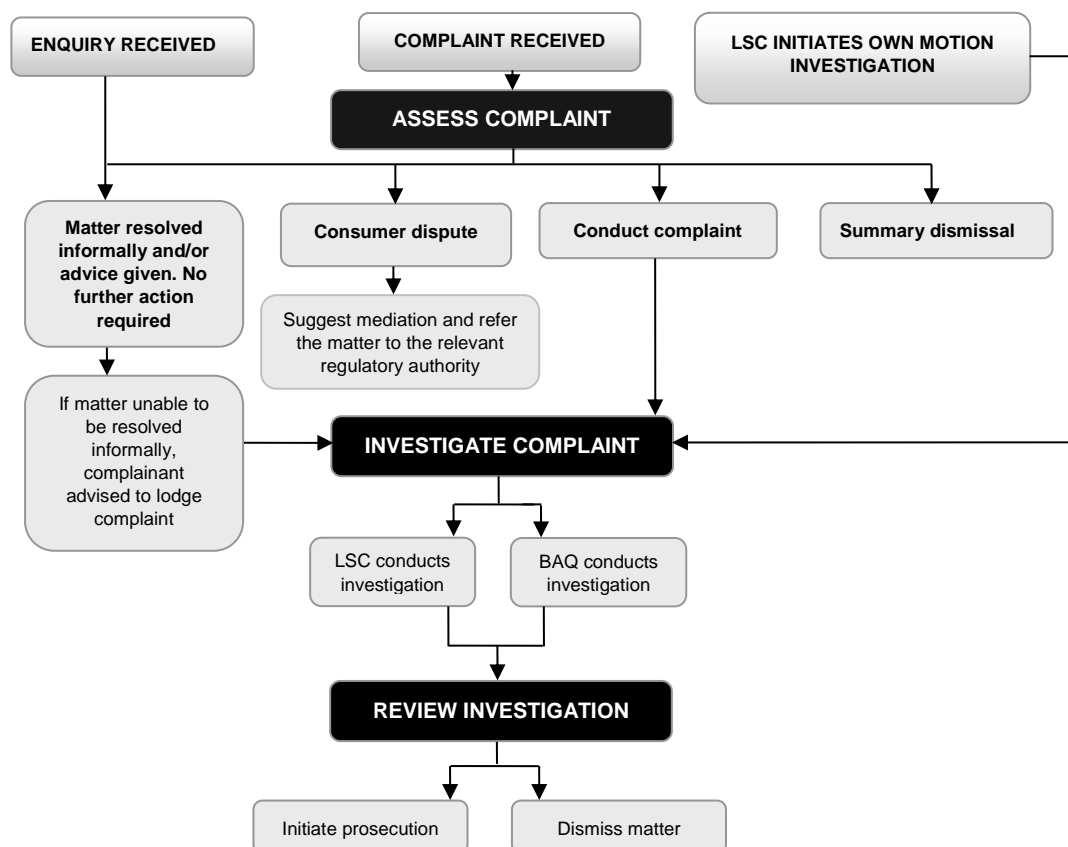 ENQUIRY RECEIVED
COMPLAINT RECEIVED
LSC INITIATES OWN MOTION
INVESTIGATION
ASSESS COMPLAINT
Matter resolved
informally and/or
advice given. No
further action
required
Consumer dispute
Conduct complaint
Summary dismissal
Suggest mediation and refer
the matter to the relevant
regulatory authority
If matter unable to
be resolved
informally,
complainant
advised to lodge
complaint
INVESTIGATE COMPLAINT
LSC conducts
investigation
BAQ conducts
investigation
REVIEW INVESTIGATION
Initiate prosecution
Dismiss matter